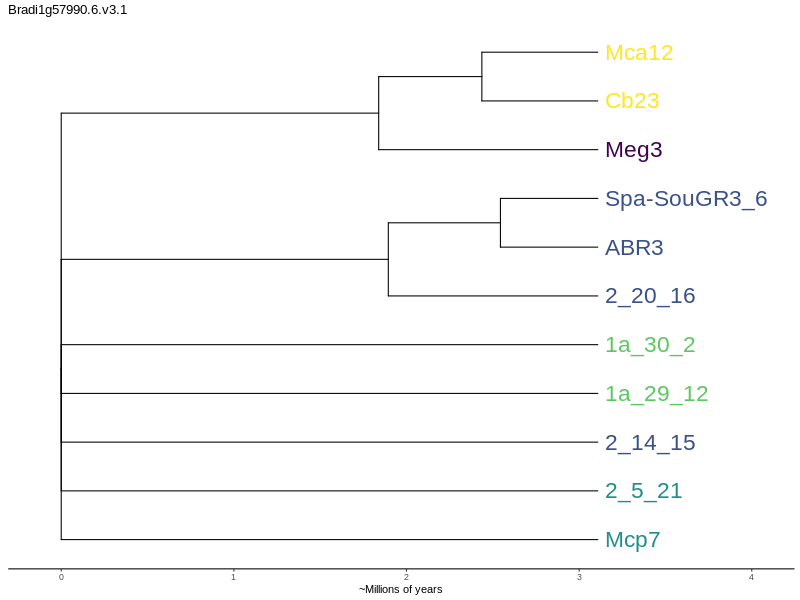 Bradi1g57990.6.v3.1
Mca12
Cb23
Meg3
Spa-SouGR3_6
ABR3
2_20_16
1a_30_2
1a_29_12
2_14_15
2_5_21
Mcp7
0 1 2 3 4
~Millions of years